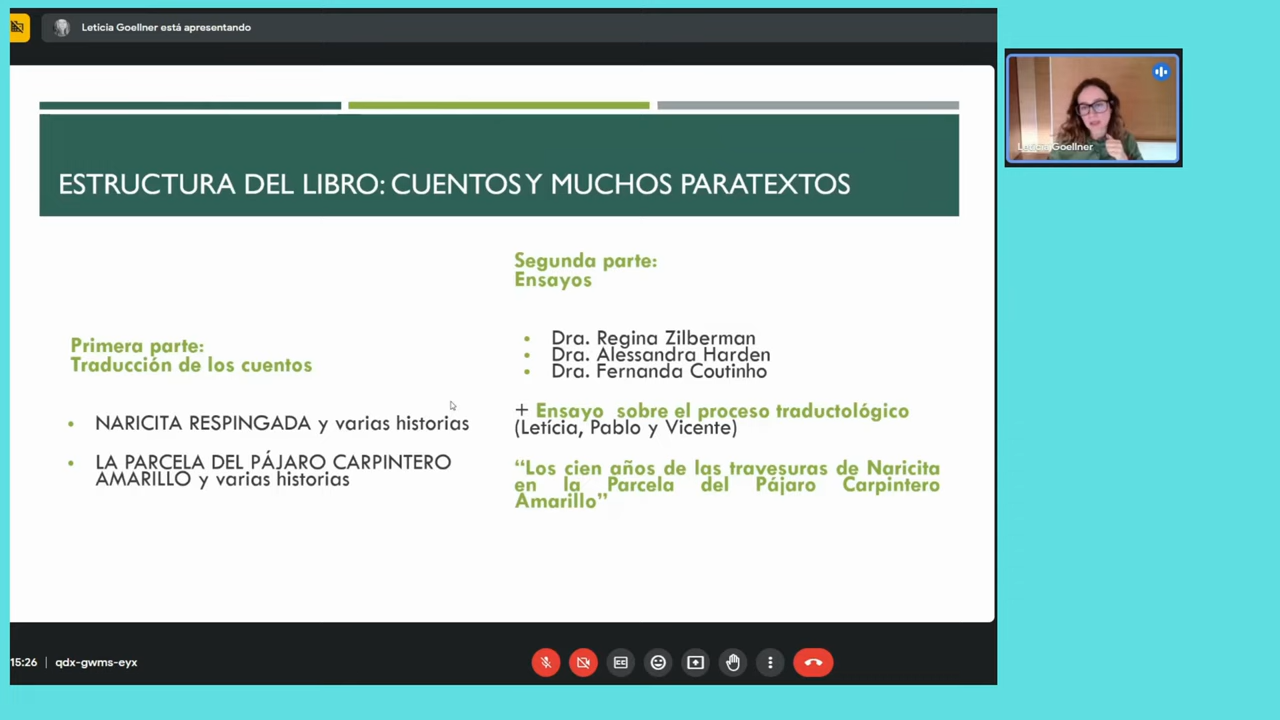 Leticia Goellner está apresentando
Leticia Goellner
ESTRUCTURA DEL LIBRO: CUENTOS Y MUCHOS PARATEXTOS
Primera parte:
Traducción de los cuentos
• NARICITA RESPINGADA y varias historias
• LA PARCELA DEL PÁJARO CARPINTERO
AMARILLO y varias historias
Segunda parte:
Ensayos
• Dra. Regina Zilberman
• Dra. Alessandra Harden
• Dra. Fernanda Coutinho
+ Ensayo sobre el proceso traductológico
(Letícia, Pablo y Vicente)
“Los cien años de las travesuras de Naricita
en la Parcela del Pájaro Carpintero
Amarillo”
15:26 | qdx-gwms-eyx